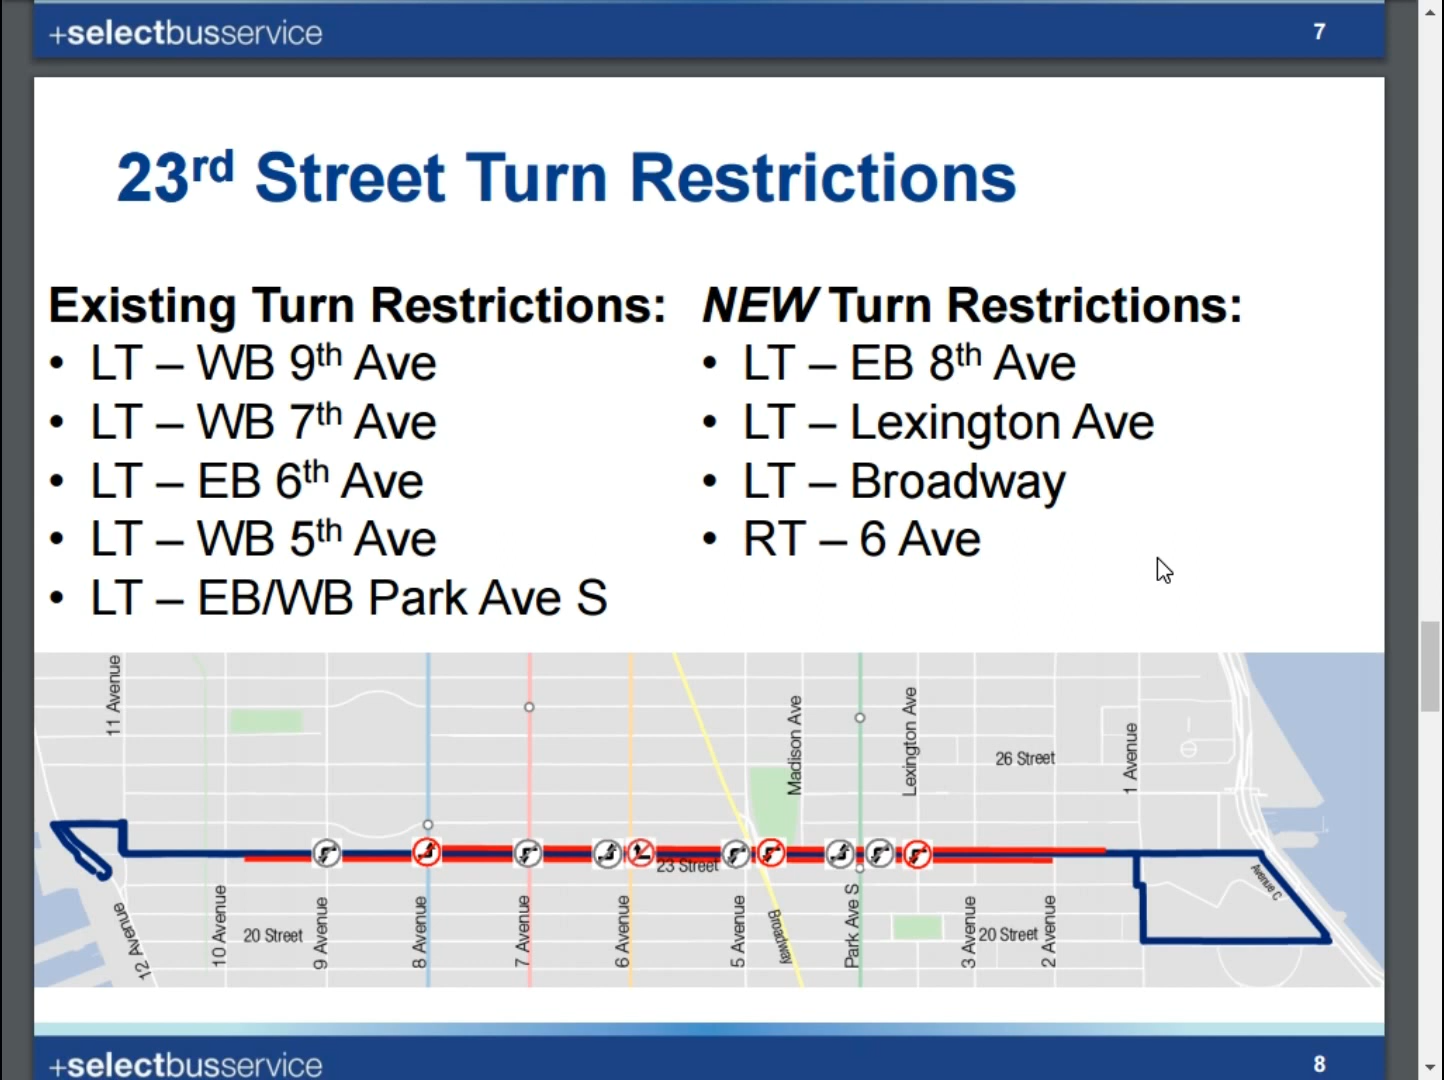 +selectbusservice
7
23rd Street Turn Restrictions
Existing Turn Restrictions:
• LT – WB 9th Ave
• LT – WB 7th Ave
• LT – EB 6th Ave
• LT – WB 5th Ave
• LT – EB/WB Park Ave S
NEW Turn Restrictions:
• LT – EB 8th Ave
• LT – Lexington Ave
• LT – Broadway
• RT – 6 Ave
11 Avenue
Madison Ave
Lexington Ave
26 Street
1 Avenue
23 Street
Avenue C
12 Avenue
10 Avenue
20 Street
9 Avenue
8 Avenue
7 Avenue
6 Avenue
5 Avenue
Broadway
Park Ave S
3 Avenue
20 Street
2 Avenue
+selectbusservice
8